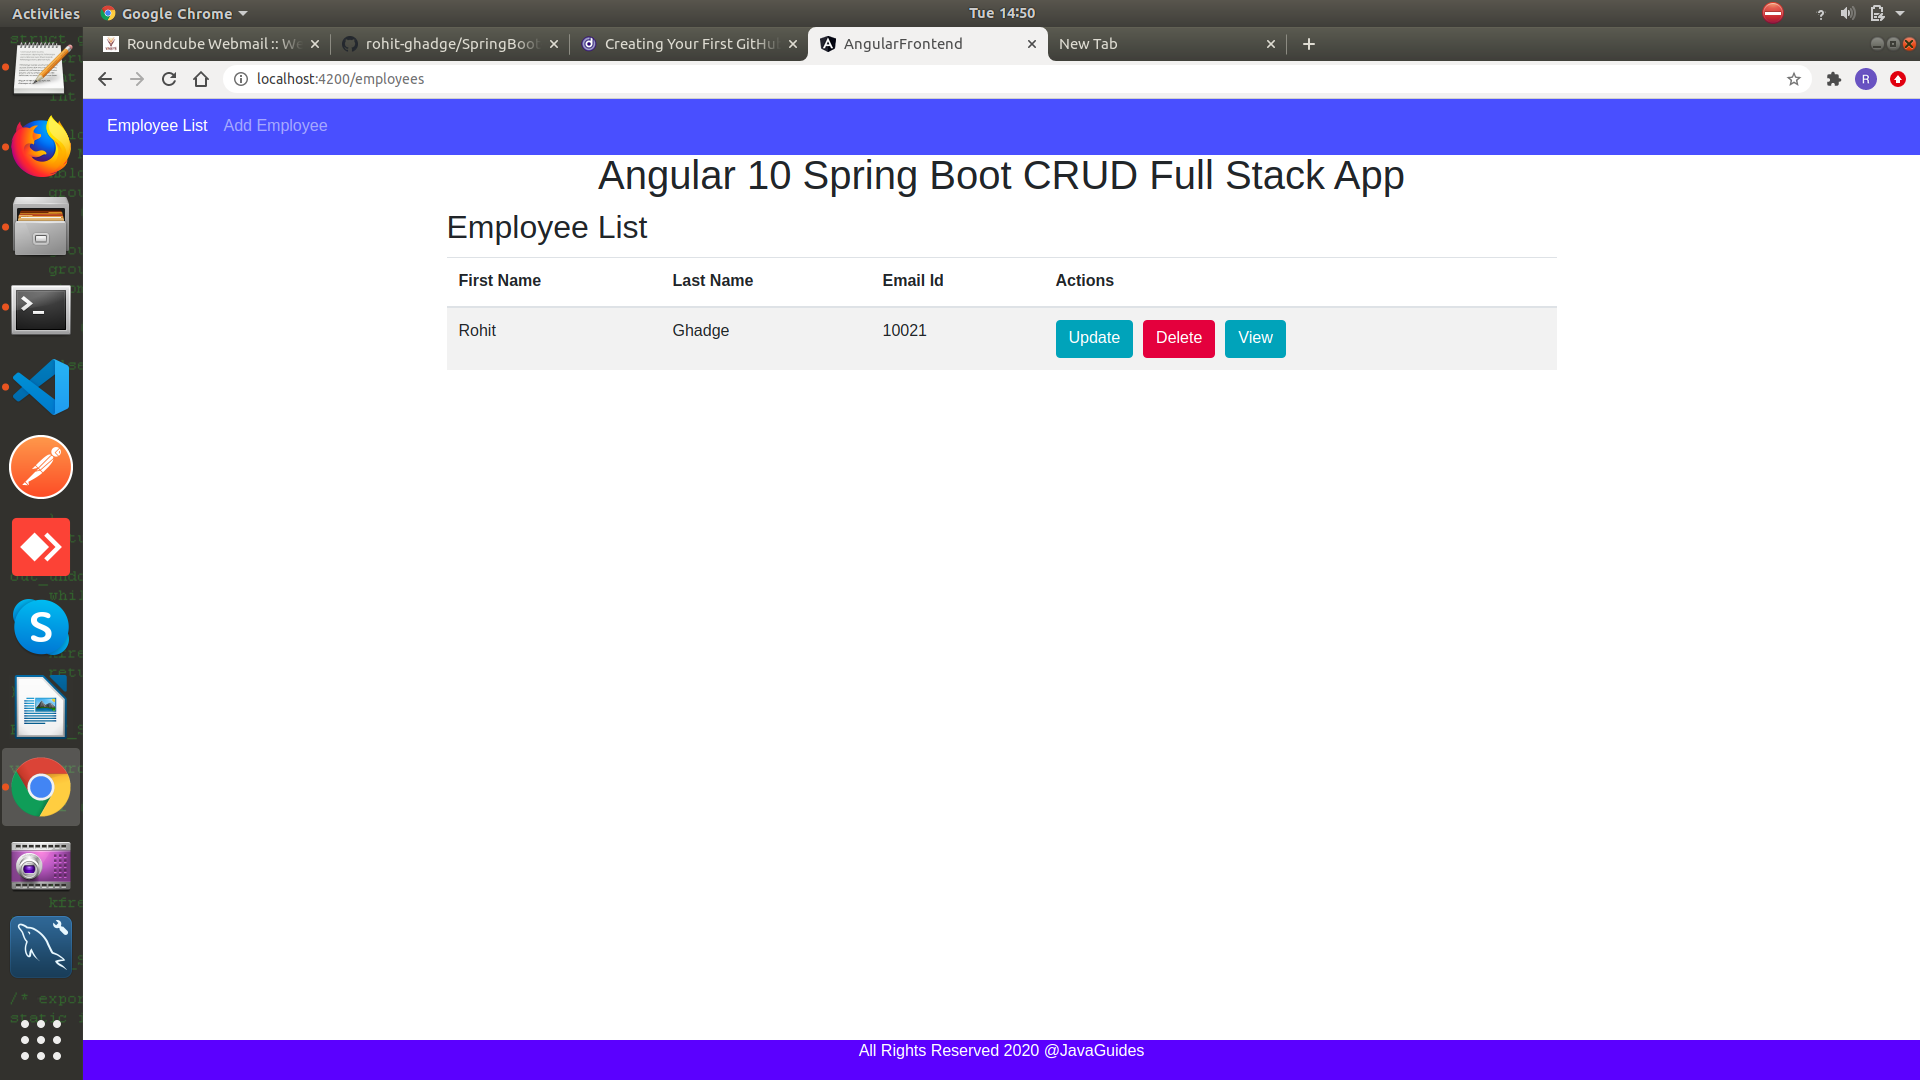 Activities Google Chrome Tue 14:50
Roundcube Webmail :: We rohit-ghadge/SpringBoot Creating Your First GitHu AngularFrontend New Tab
localhost:4200/employees R
Employee List Add Employee
Angular 10 Spring Boot CRUD Full Stack App
Employee List
First Name Last Name Email Id Actions
Rohit Ghadge 10021 Update Delete View
All Rights Reserved 2020 @JavaGuides
/* expor